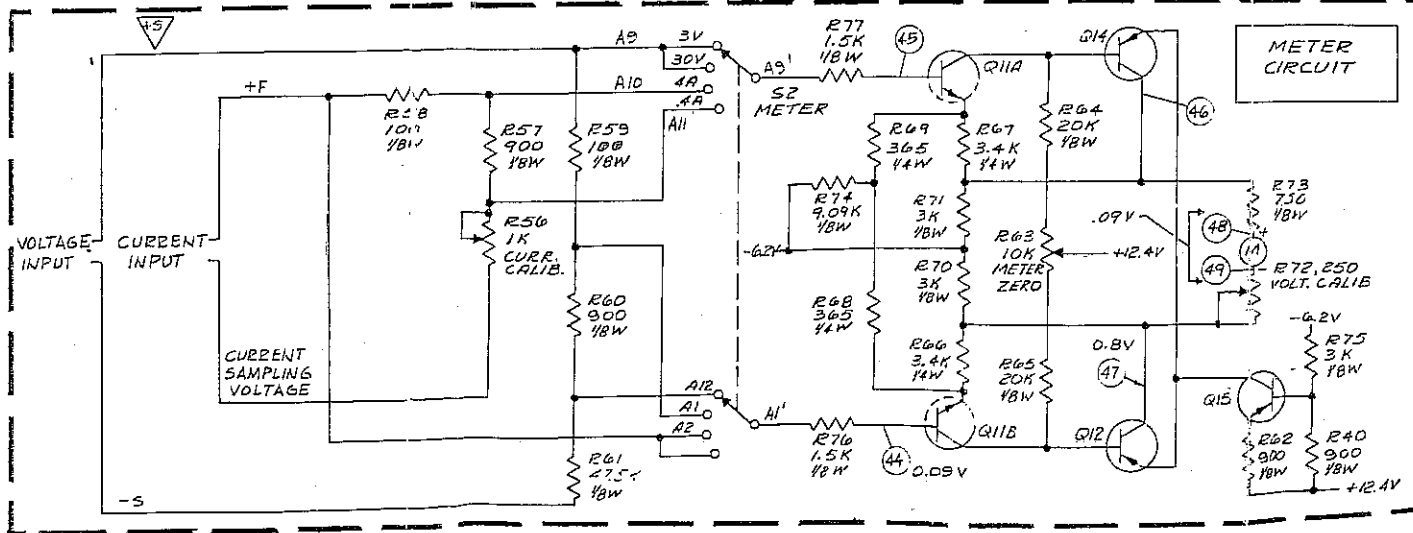 +S
METER
CIRCUIT
VOLTAGE
INPUT
CURRENT
INPUT
+F
-S
CURRENT
SAMPLING
VOLTAGE
1/8W
R57
900
1/8W
R56
1K
CURR.
CALIB.
R59
100
1/8W
R60
900
1/8W
R61
1/8W
A9
3V
30V
A10
.4A
A11
A12
A1
A2
A9'
S2
METER
A1'
R77
1.5K
1/8W
45
R76
1.5K
1/8W
44
0.09V
Q11A
Q11B
R69
365
1/4W
R67
3.4K
1/4W
R74
9.09K
1/8W
R71
3K
1/8W
-6.2V
R70
3K
1/8W
R68
365
1/4W
R66
3.4K
1/4W
R64
20K
1/8W
R63
10K
METER
ZERO
+12.4V
R65
20K
1/8W
Q14
46
Q12
47
0.8V
.09V
48
+
49
-
R73
750
1/8W
R72, 250
VOLT. CALIB
-6.2V
R75
3K
1/8W
Q15
R62
900
1/8W
R40
900
1/8W
+12.4V